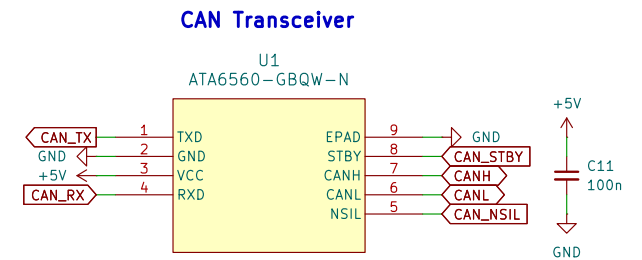 CAN Transceiver
U1
ATA6560-GBQW-N
CAN_TX 1 TXD EPAD 9 GND
GND 2 GND STBY 8 CAN_STBY
+5V 3 VCC CANH 7 CANH
CAN_RX 4 RXD CANL 6 CANL
NSIL 5 CAN_NSIL
+5V
C11
100n
GND